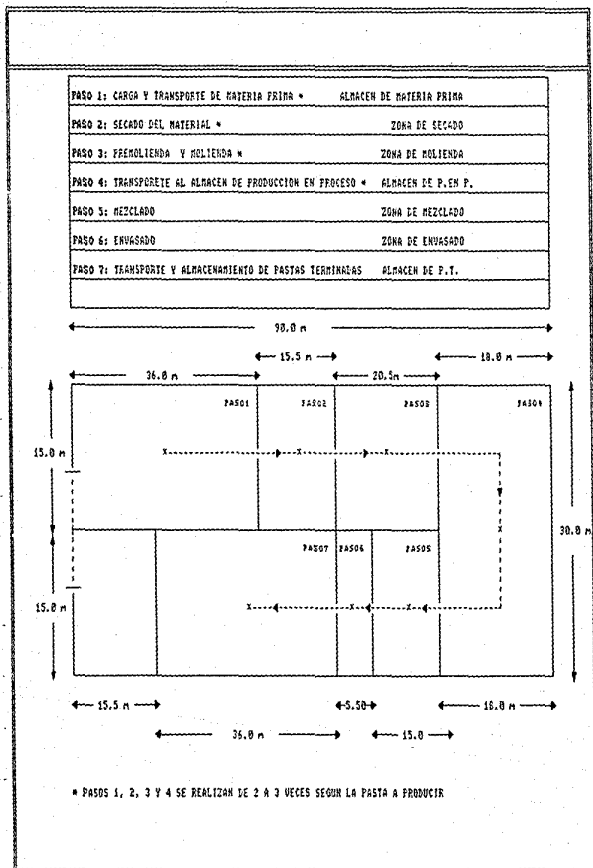 PASO 1: CARGA Y TRANSPORTE DE MATERIA PRIMA * ALMACEN DE MATERIA PRIMA
PASO 2: SECADO DEL MATERIAL * ZONA DE SECADO
PASO 3: PREMOLIENDA Y MOLIENDA * ZONA DE MOLIENDA
PASO 4: TRANSPORETE AL ALMACEN DE PRODUCCION EN PROCESO * ALMACEN DE P.EN P.
PASO 5: MEZCLADO ZONA DE MEZCLADO
PASO 6: ENVASADO ZONA DE ENVASADO
PASO 7: TRANSPORTE Y ALMACENAMIENTO DE PASTAS TERMINADAS ALMACEN DE P.T.
90.0 m
15.5 m 18.0 m
36.0 m 20.5m
PASO1 PASO2 PASO3 PASO4
15.0 m
30.0 m
PASO7 PASO6 PASO5
15.0 m
15.5 m 5.50 18.0 m
36.0 m 15.0
* PASOS 1, 2, 3 Y 4 SE REALIZAN DE 2 A 3 VECES SEGUN LA PASTA A PRODUCIR